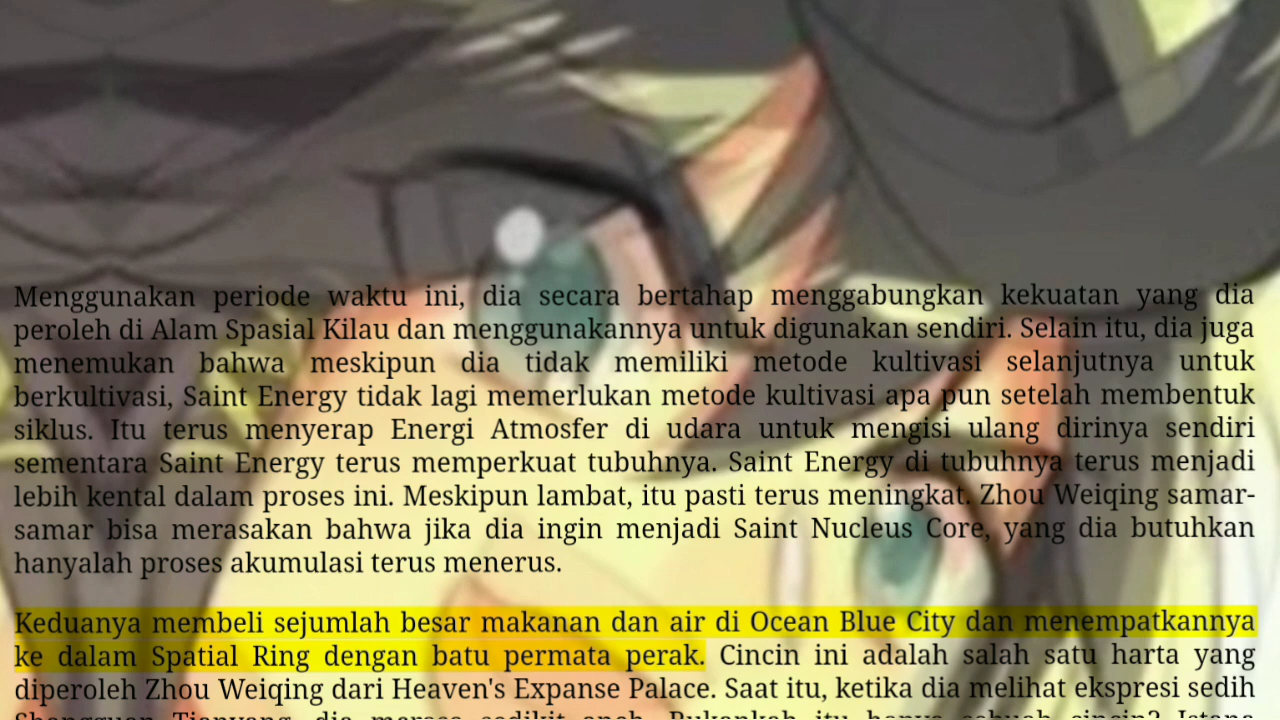 Menggunakan periode waktu ini, dia secara bertahap menggabungkan kekuatan yang dia
peroleh di Alam Spasial Kilau dan menggunakannya untuk digunakan sendiri. Selain itu, dia juga
menemukan bahwa meskipun dia tidak memiliki metode kultivasi selanjutnya untuk
berkultivasi, Saint Energy tidak lagi memerlukan metode kultivasi apa pun setelah membentuk
siklus. Itu terus menyerap Energi Atmosfer di udara untuk mengisi ulang dirinya sendiri
sementara Saint Energy terus memperkuat tubuhnya. Saint Energy di tubuhnya terus menjadi
lebih kental dalam proses ini. Meskipun lambat, itu pasti terus meningkat. Zhou Weiqing samar-
samar bisa merasakan bahwa jika dia ingin menjadi Saint Nucleus Core, yang dia butuhkan
hanyalah proses akumulasi terus menerus.
Keduanya membeli sejumlah besar makanan dan air di Ocean Blue City dan menempatkannya
ke dalam Spatial Ring dengan batu permata perak. Cincin ini adalah salah satu harta yang
diperoleh Zhou Weiqing dari Heaven's Expanse Palace. Saat itu, ketika dia melihat ekspresi sedih